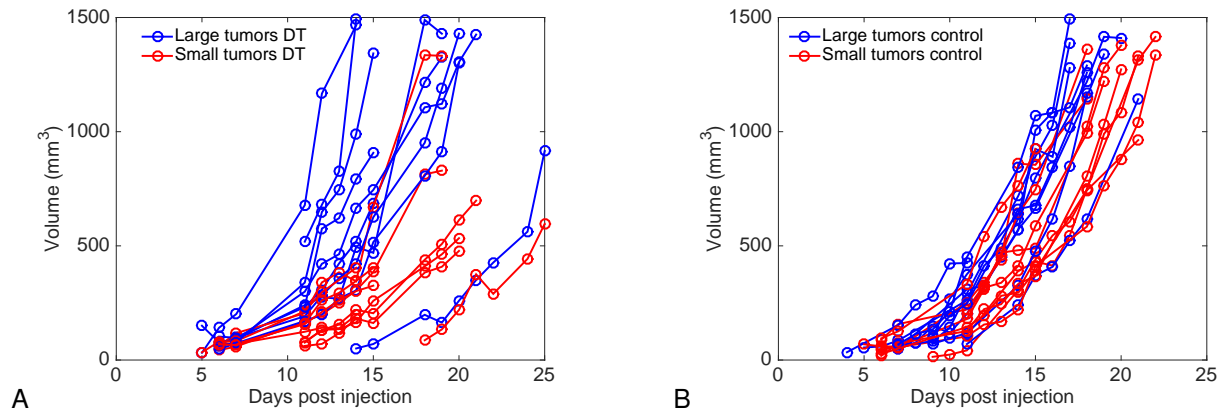 1500
1000
500
0
0 5 10 15 20 25
Volume (mm³)
Days post injection
Large tumors DT
Small tumors DT
A
1500
1000
500
0
0 5 10 15 20 25
Volume (mm³)
Days post injection
Large tumors control
Small tumors control
B